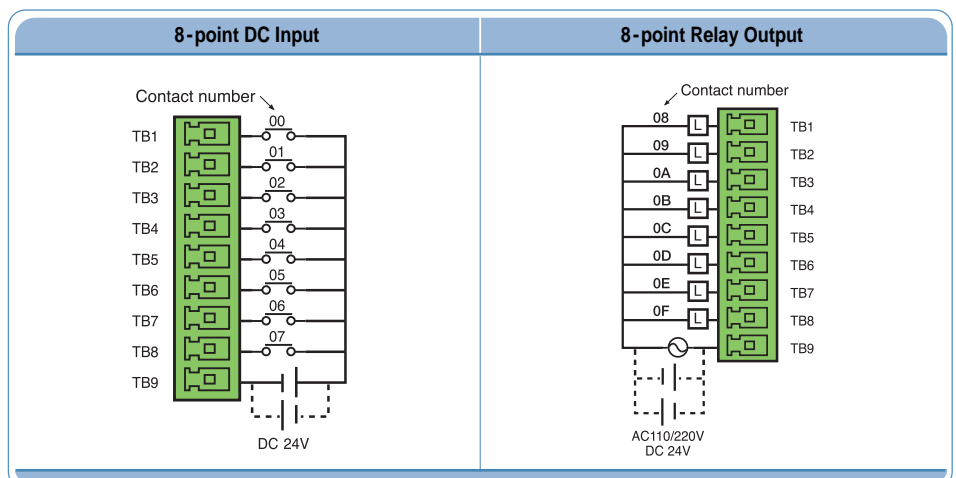 8-point DC Input
Contact number
00
TB1
01
TB2
02
TB3
03
TB4
04
TB5
05
TB6
06
TB7
07
TB8
TB9
DC 24V
8-point Relay Output
Contact number
08 L TB1
09 L TB2
0A L TB3
0B L TB4
0C L TB5
0D L TB6
0E L TB7
0F L TB8
TB9
AC110/220V
DC 24V